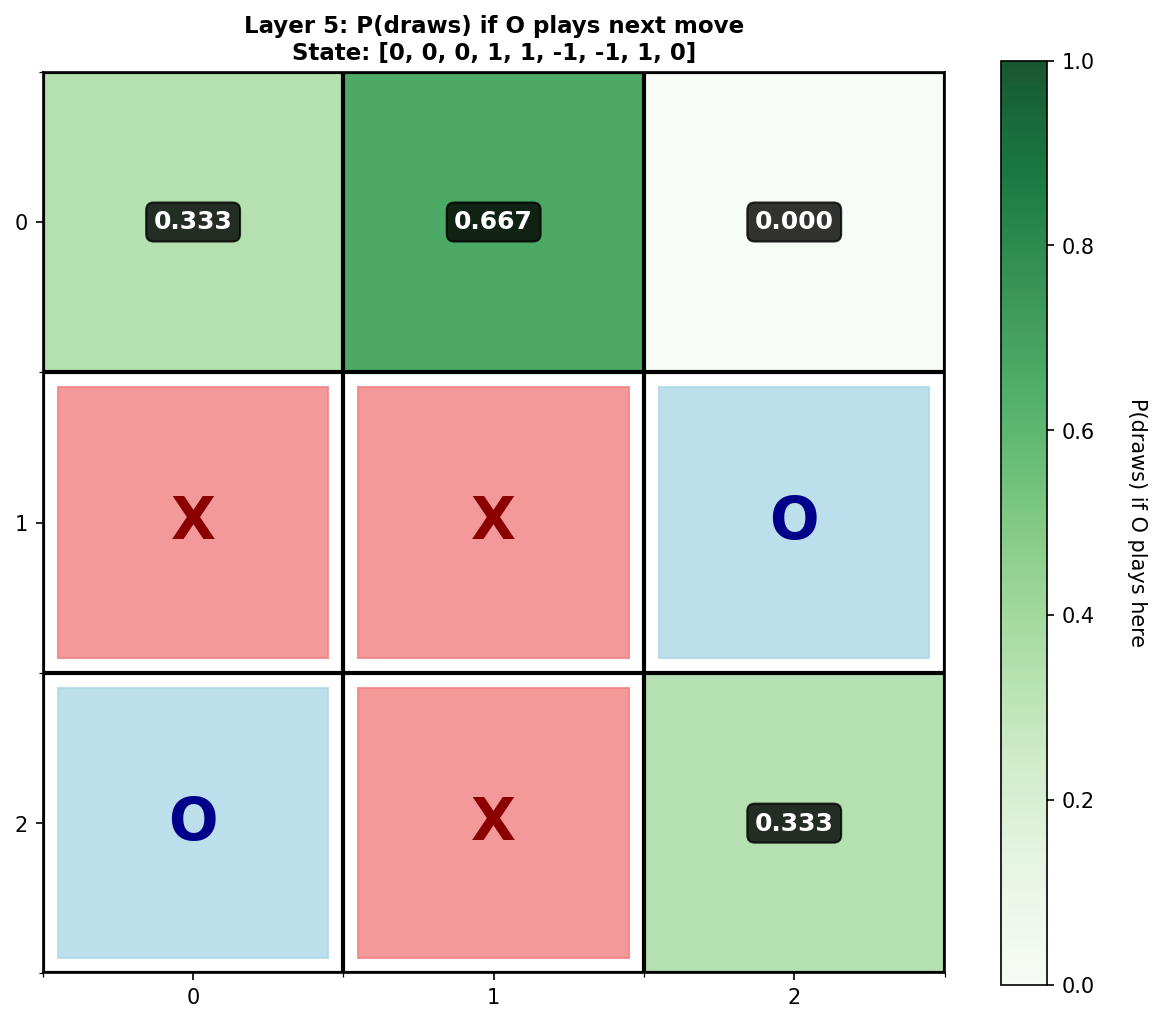 Layer 5: P(draws) if O plays next move
State: [0, 0, 0, 1, 1, -1, -1, 1, 0]
0
0.333
0.667
0.000
1
X
X
O
2
O
X
0.333
0
1
2
1.0
0.8
0.6
0.4
0.2
0.0
P(draws) if O plays here